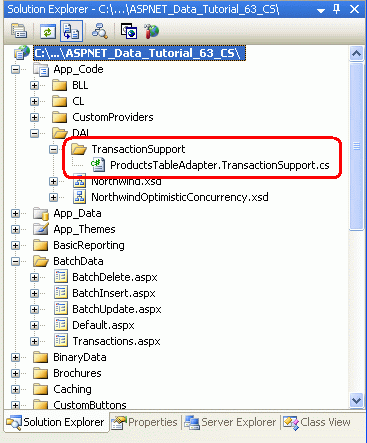 Solution Explorer - C:\...\ASPNET_Data_Tutorial_63_CS\
C:\...\ASPNET_Data_Tutorial_63_CS\
App_Code
BLL
CL
CustomProviders
DAL
TransactionSupport
ProductsTableAdapter.TransactionSupport.cs
Northwind.xsd
NorthwindOptimisticConcurrency.xsd
App_Data
App_Themes
BasicReporting
BatchData
BatchDelete.aspx
BatchInsert.aspx
BatchUpdate.aspx
Default.aspx
Transactions.aspx
BinaryData
Brochures
Caching
CustomButtons
Solution Explorer Properties Server Explorer Class View